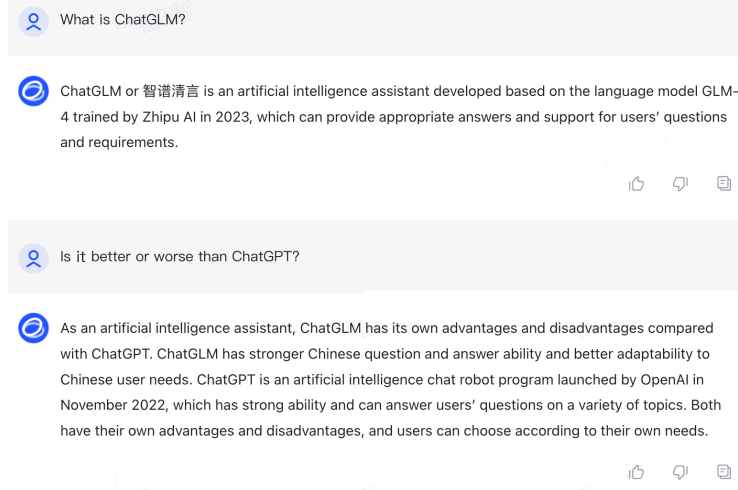 What is ChatGLM?
ChatGLM or 智谱清言 is an artificial intelligence assistant developed based on the language model GLM-
4 trained by Zhipu AI in 2023, which can provide appropriate answers and support for users' questions
and requirements.
Is it better or worse than ChatGPT?
As an artificial intelligence assistant, ChatGLM has its own advantages and disadvantages compared
with ChatGPT. ChatGLM has stronger Chinese question and answer ability and better adaptability to
Chinese user needs. ChatGPT is an artificial intelligence chat robot program launched by OpenAI in
November 2022, which has strong ability and can answer users' questions on a variety of topics. Both
have their own advantages and disadvantages, and users can choose according to their own needs.